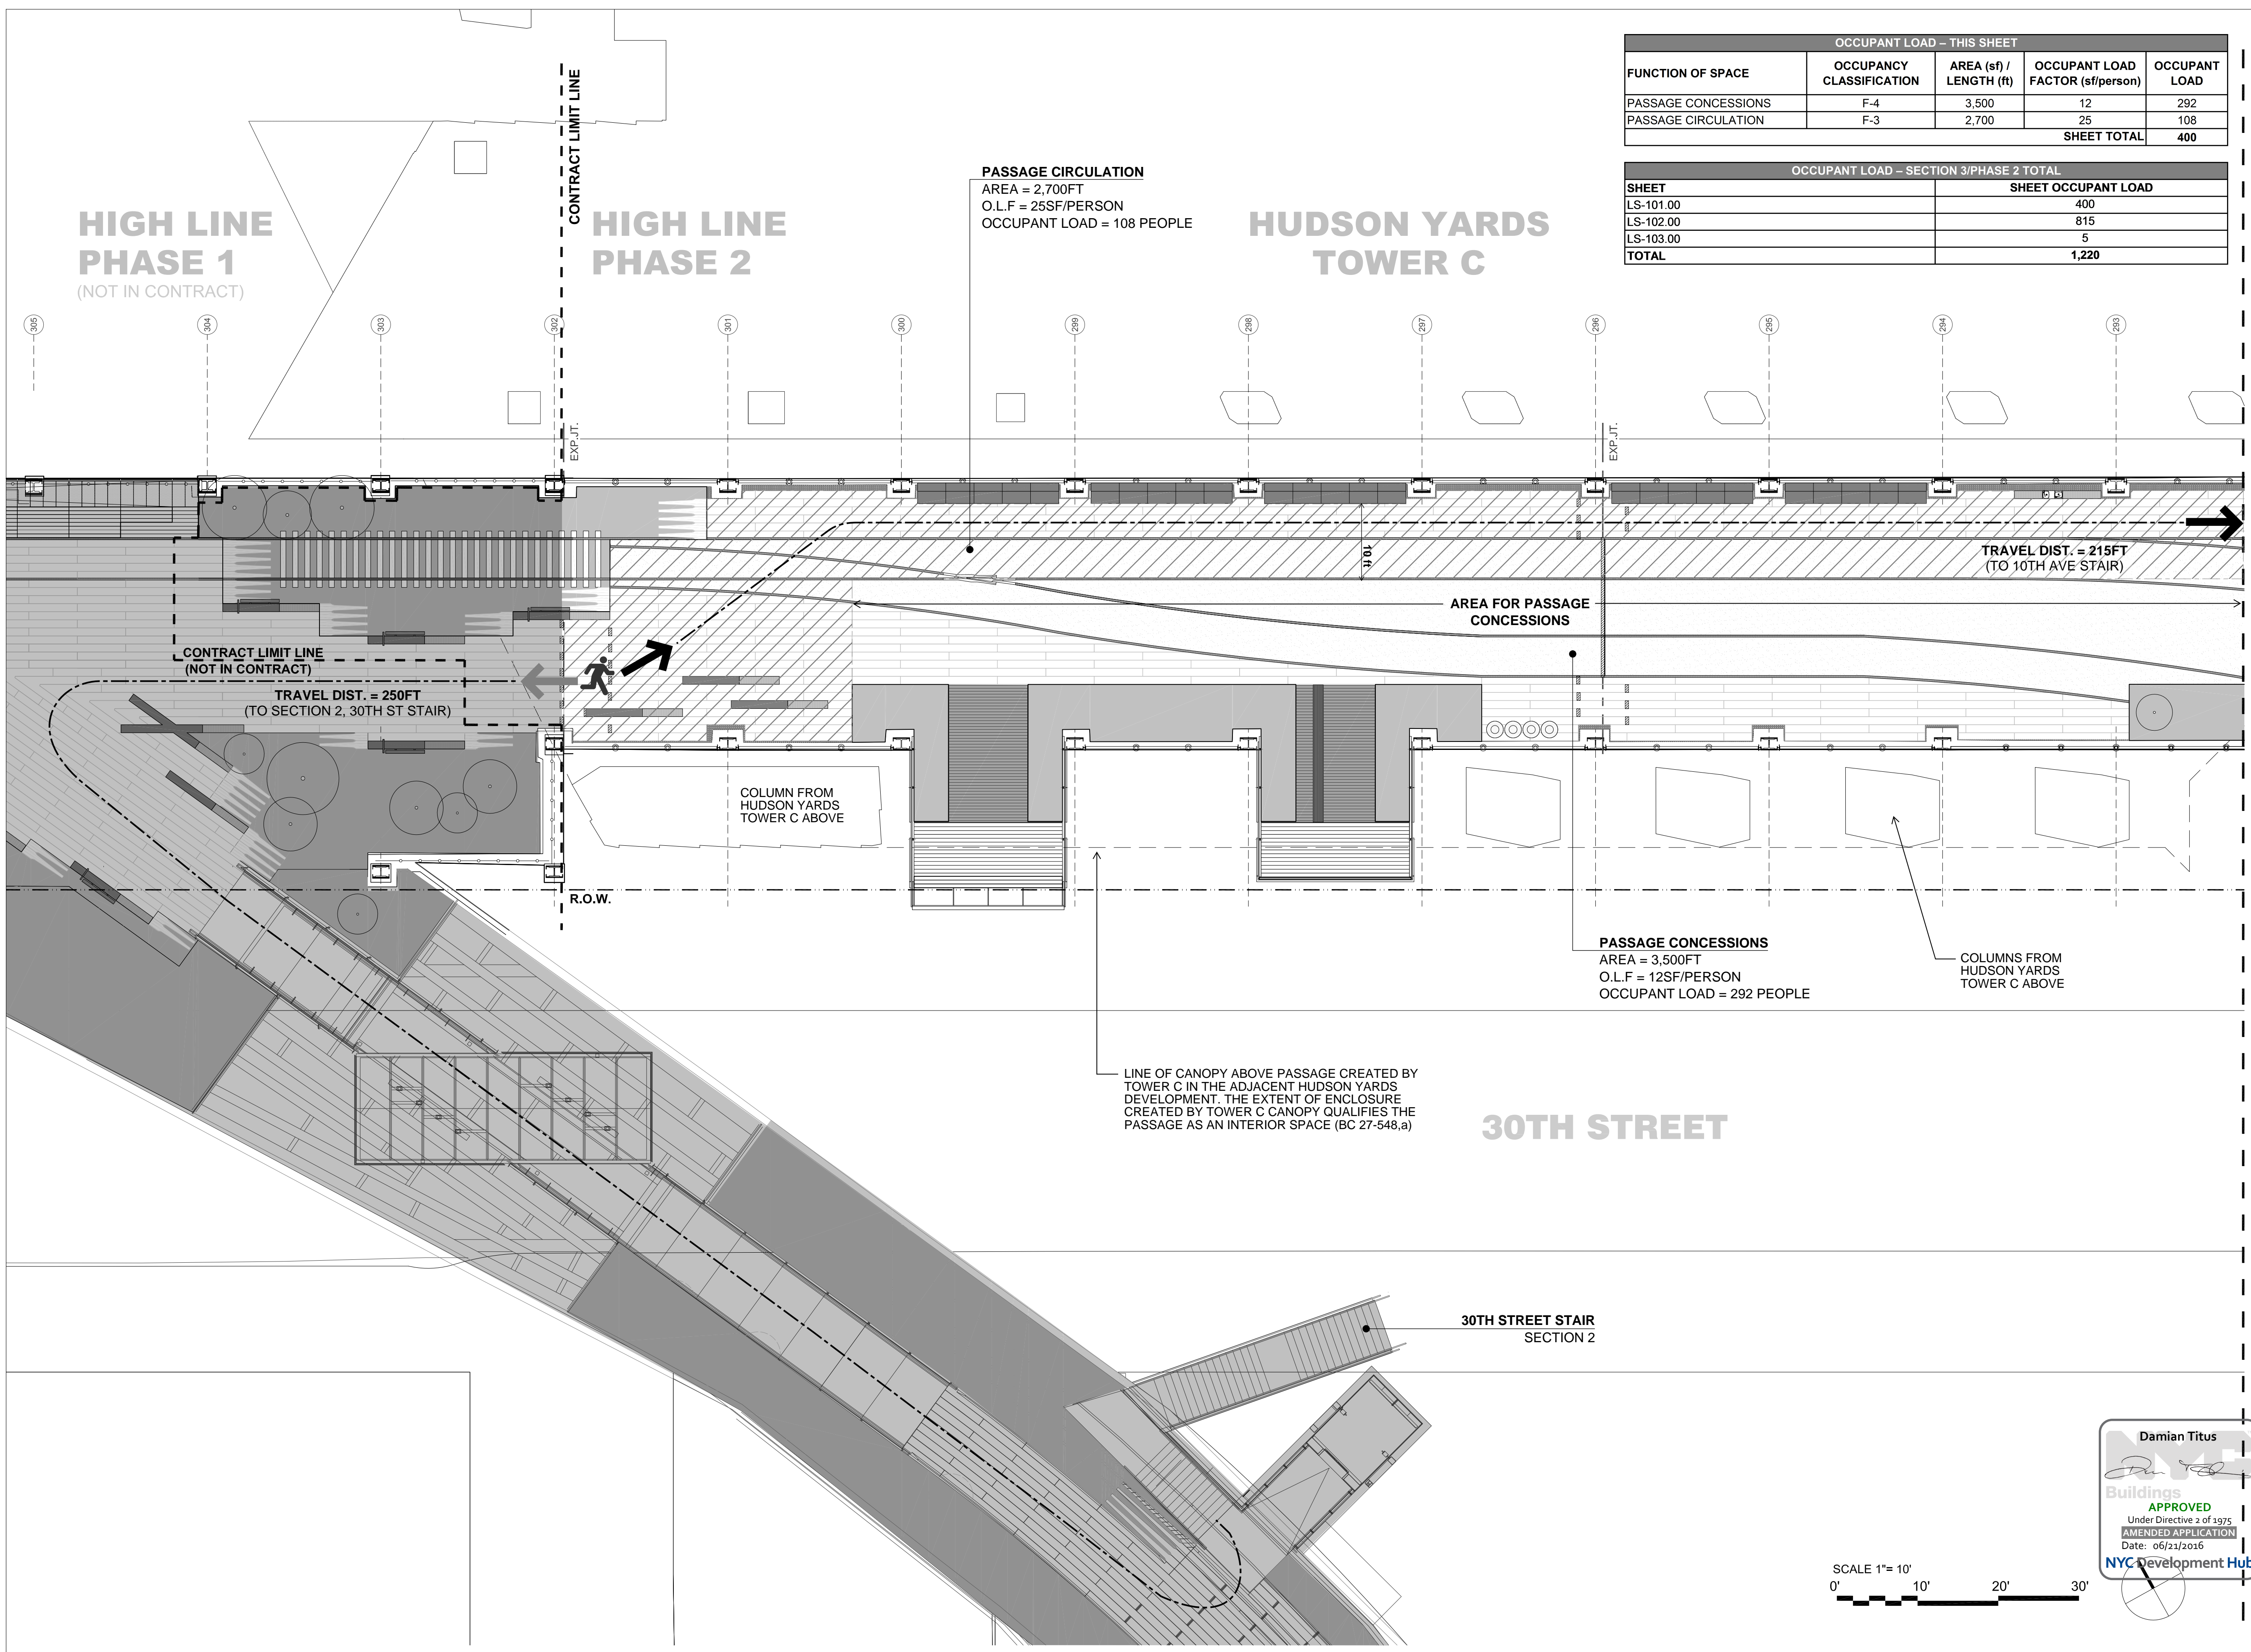 OCCUPANT LOAD – THIS SHEET
FUNCTION OF SPACE OCCUPANCY CLASSIFICATION AREA (sf) / LENGTH (ft) OCCUPANT LOAD FACTOR (sf/person) OCCUPANT LOAD
PASSAGE CONCESSIONS F-4 3,500 12 292
PASSAGE CIRCULATION F-3 2,700 25 108
SHEET TOTAL 400
OCCUPANT LOAD – SECTION 3/PHASE 2 TOTAL
SHEET SHEET OCCUPANT LOAD
LS-101.00 400
LS-102.00 815
LS-103.00 5
TOTAL 1,220
CONTRACT LIMIT LINE
PASSAGE CIRCULATION
AREA = 2,700FT
O.L.F = 25SF/PERSON
OCCUPANT LOAD = 108 PEOPLE
HIGH LINE
PHASE 1
(NOT IN CONTRACT)
HIGH LINE
PHASE 2
HUDSON YARDS
TOWER C
305
304
303
302
301
300
299
298
297
296
295
294
293
EXP.JT.
EXP.JT.
10 ft
TRAVEL DIST. = 215FT
(TO 10TH AVE STAIR)
AREA FOR PASSAGE
CONCESSIONS
CONTRACT LIMIT LINE
(NOT IN CONTRACT)
TRAVEL DIST. = 250FT
(TO SECTION 2, 30TH ST STAIR)
COLUMN FROM
HUDSON YARDS
TOWER C ABOVE
R.O.W.
PASSAGE CONCESSIONS
AREA = 3,500FT
O.L.F = 12SF/PERSON
OCCUPANT LOAD = 292 PEOPLE
COLUMNS FROM
HUDSON YARDS
TOWER C ABOVE
LINE OF CANOPY ABOVE PASSAGE CREATED BY
TOWER C IN THE ADJACENT HUDSON YARDS
DEVELOPMENT. THE EXTENT OF ENCLOSURE
CREATED BY TOWER C CANOPY QUALIFIES THE
PASSAGE AS AN INTERIOR SPACE (BC 27-548,a)
30TH STREET
30TH STREET STAIR
SECTION 2
Damian Titus
NYC
Buildings
APPROVED
Under Directive 2 of 1975
AMENDED APPLICATION
Date: 06/21/2016
NYC Development Hub
SCALE 1"= 10'
0' 10' 20' 30'